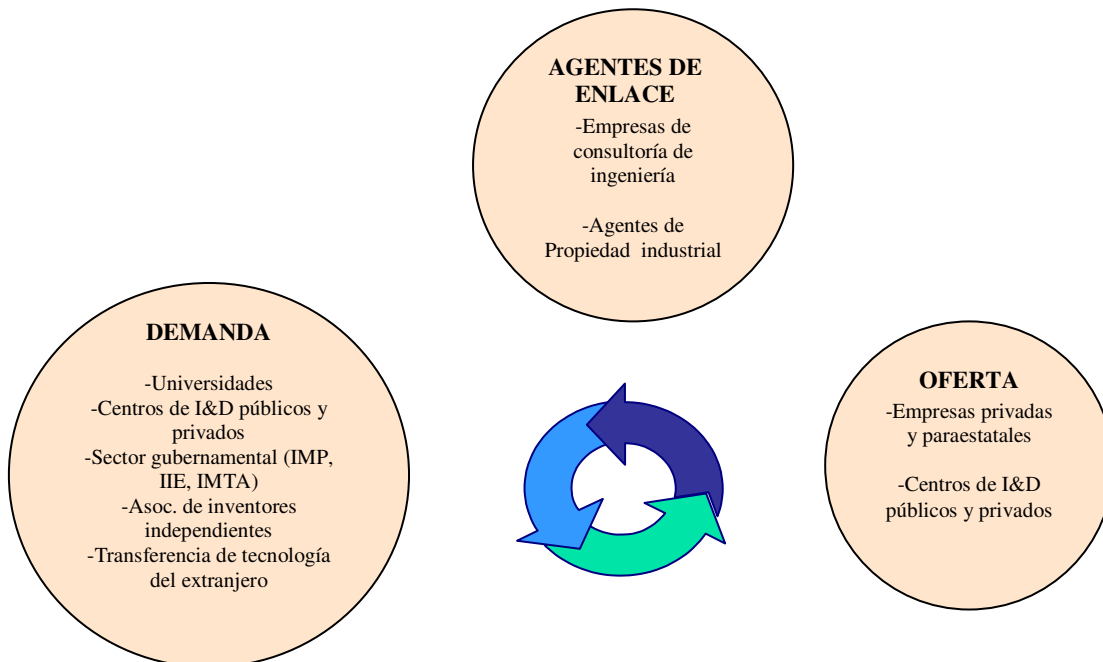 AGENTES DE
ENLACE
-Empresas de
consultoría de
ingeniería
-Agentes de
Propiedad industrial
DEMANDA
-Universidades
-Centros de I&D públicos y
privados
-Sector gubernamental (IMP,
IIE, IMTA)
-Asoc. de inventores
independientes
-Transferencia de tecnología
del extranjero
OFERTA
-Empresas privadas
y paraestatales
-Centros de I&D
públicos y privados